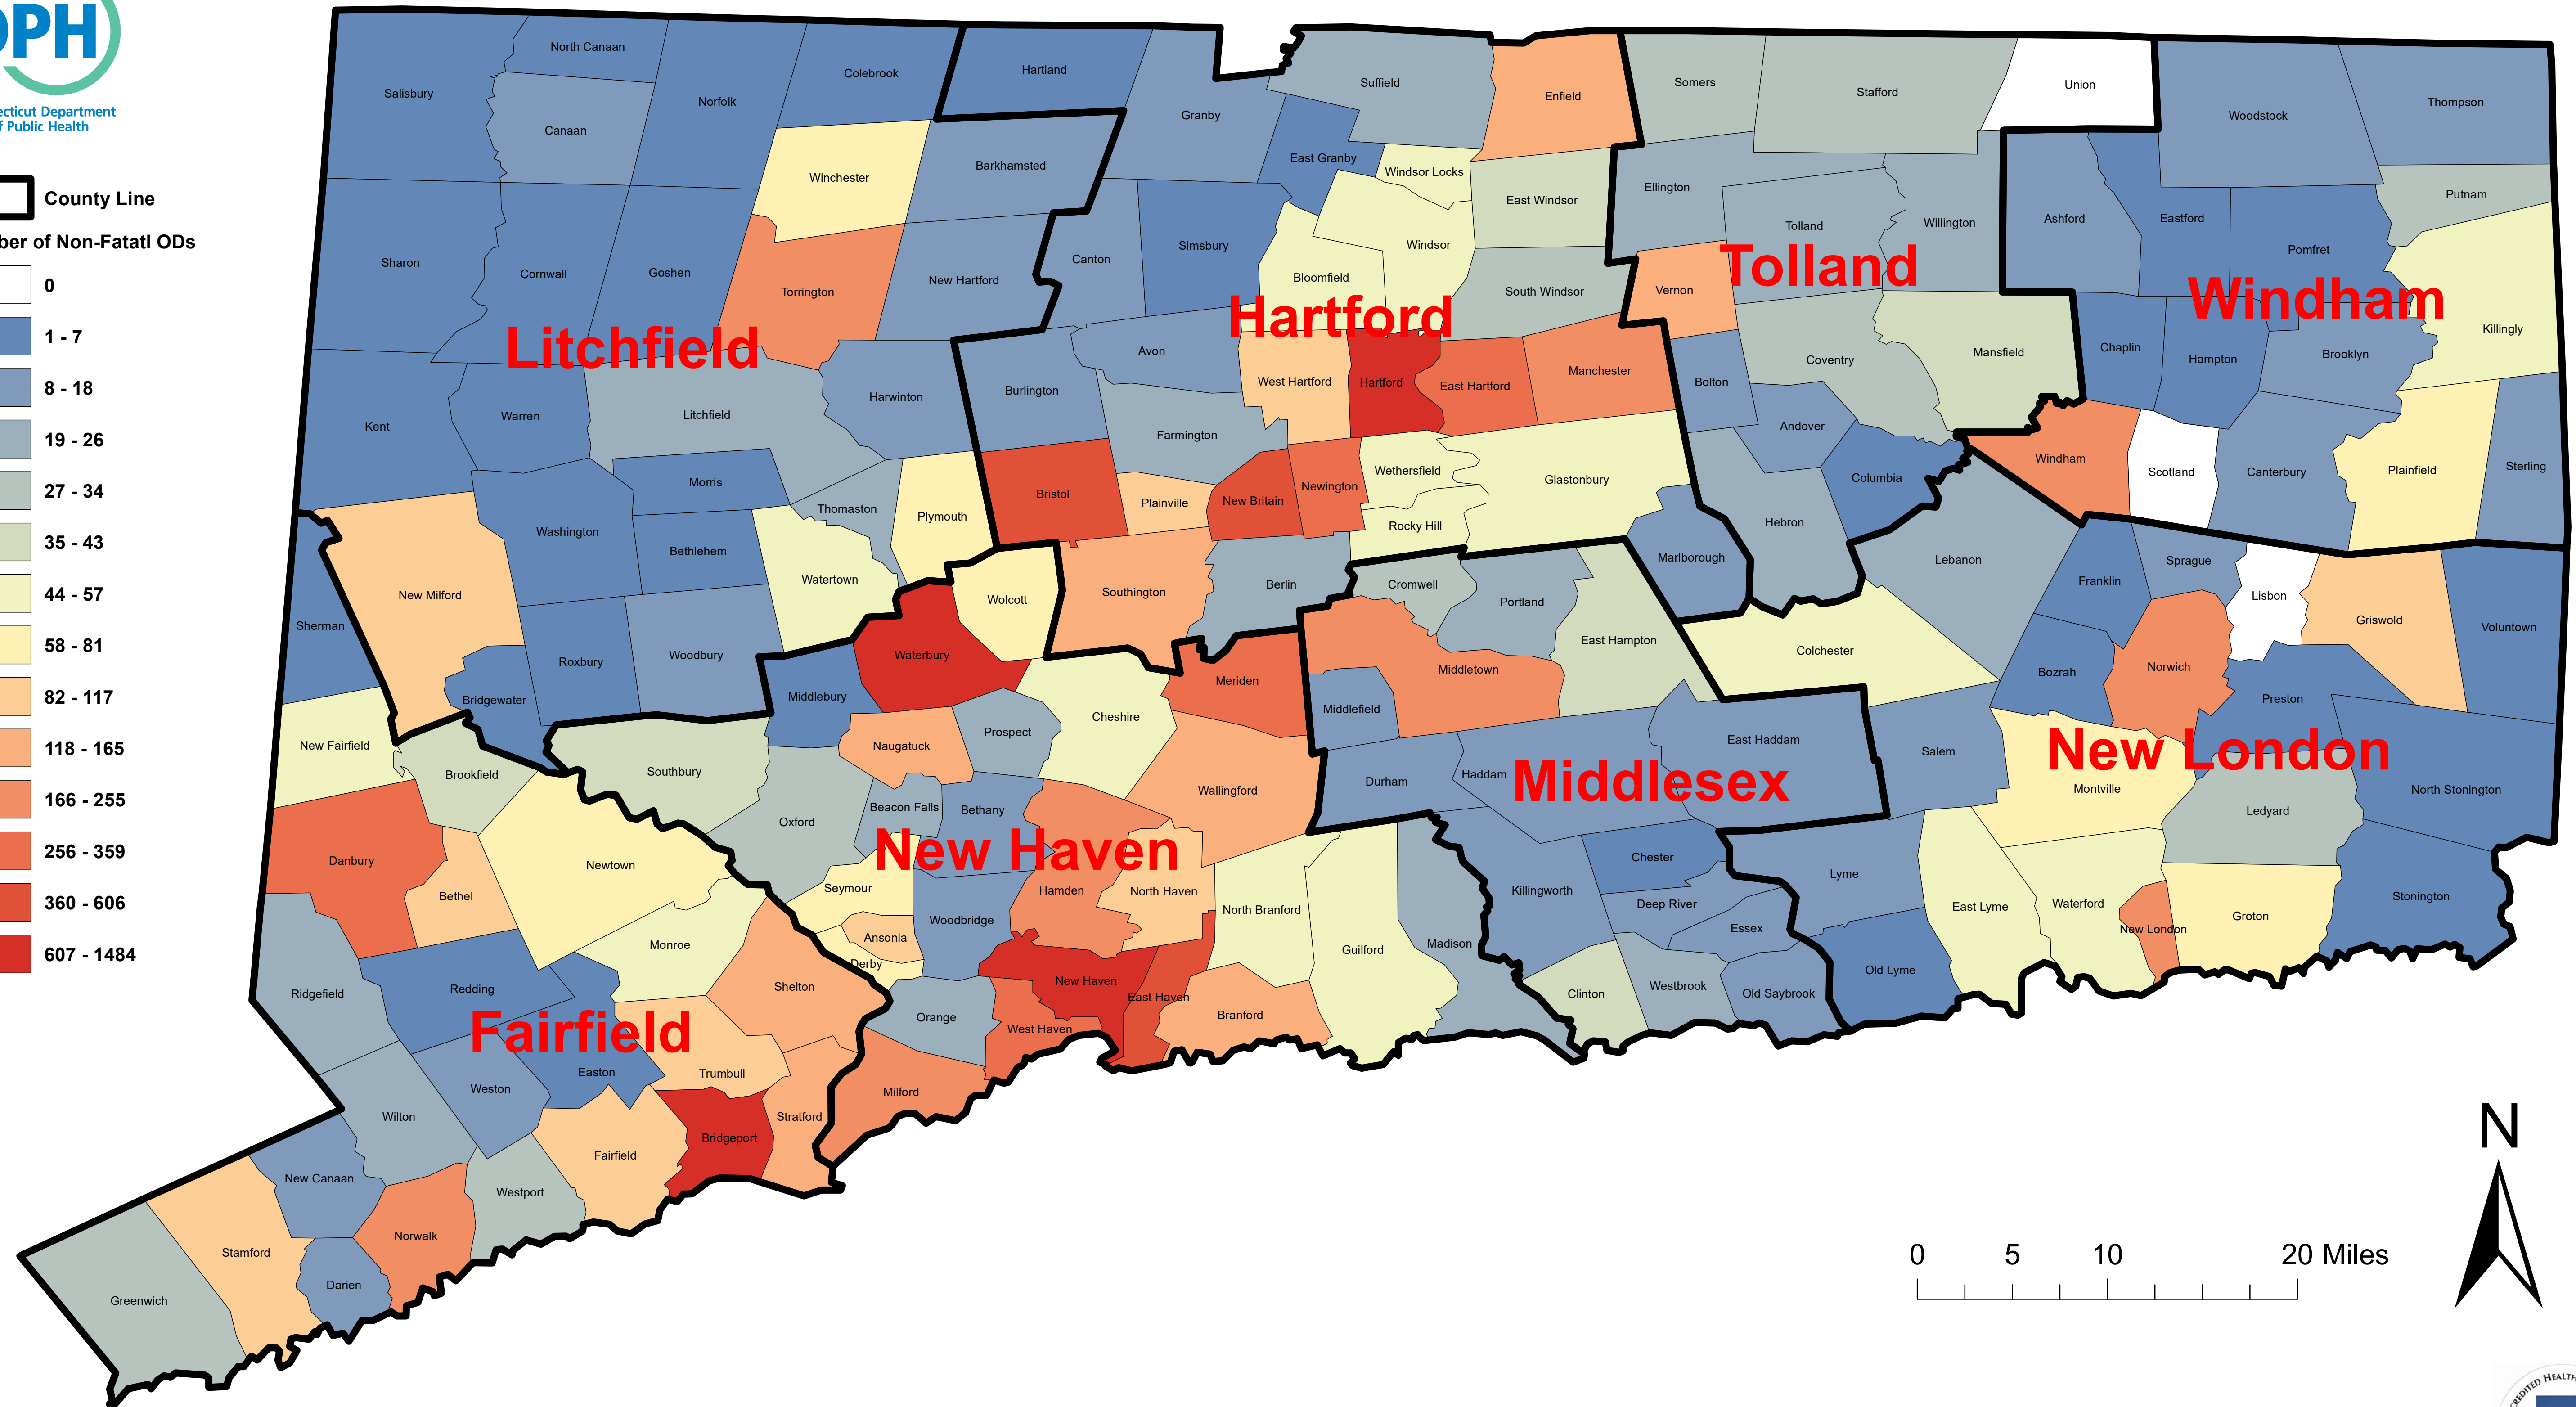 PH
ecticut Department
f Public Health
County Line
ber of Non-Fatatl ODs
0
1 - 7
8 - 18
19 - 26
27 - 34
35 - 43
44 - 57
58 - 81
82 - 117
118 - 165
166 - 255
256 - 359
360 - 606
607 - 1484
North Canaan
Salisbury
Canaan
Norfolk
Colebrook
Hartland
Granby
Suffield
Enfield
Somers
Stafford
Union
Woodstock
Thompson
Winchester
Barkhamsted
East Granby
Windsor Locks
East Windsor
Ellington
Tolland
Willington
Ashford
Eastford
Pomfret
Putnam
Sharon
Cornwall
Goshen
Torrington
New Hartford
Canton
Simsbury
Bloomfield
Windsor
South Windsor
Vernon
Tolland
Hartford
Litchfield
Windham
Killingly
Avon
West Hartford
Hartford
East Hartford
Manchester
Bolton
Coventry
Mansfield
Chaplin
Hampton
Brooklyn
Kent
Warren
Litchfield
Harwinton
Burlington
Farmington
Wethersfield
Glastonbury
Andover
Columbia
Windham
Scotland
Canterbury
Plainfield
Sterling
Morris
Thomaston
Plymouth
Bristol
Plainville
New Britain
Newington
Rocky Hill
Hebron
Marlborough
Washington
Bethlehem
Watertown
Wolcott
Southington
Berlin
Cromwell
Portland
East Hampton
Lebanon
Franklin
Sprague
Lisbon
Griswold
Voluntown
New Milford
Sherman
Roxbury
Woodbury
Waterbury
Middlebury
Bridgewater
Meriden
Middletown
Colchester
Bozrah
Norwich
Preston
New Fairfield
Brookfield
Southbury
Naugatuck
Prospect
Cheshire
Middlefield
Durham
Haddam
East Haddam
Middlesex
Salem
New London
Montville
Ledyard
North Stonington
Oxford
Beacon Falls
Bethany
Wallingford
New Haven
Danbury
Bethel
Newtown
Seymour
Hamden
North Haven
North Branford
Killingworth
Chester
Deep River
Essex
Lyme
East Lyme
Waterford
New London
Groton
Stonington
Monroe
Ansonia
Derby
Woodbridge
Guilford
Madison
Old Lyme
Ridgefield
Redding
Shelton
Orange
New Haven
East Haven
West Haven
Branford
Clinton
Westbrook
Old Saybrook
Fairfield
Easton
Weston
Trumbull
Wilton
Milford
Stratford
Bridgeport
Fairfield
New Canaan
Westport
Norwalk
Stamford
Darien
Greenwich
N
0 5 10 20 Miles
REDITED HEALTH